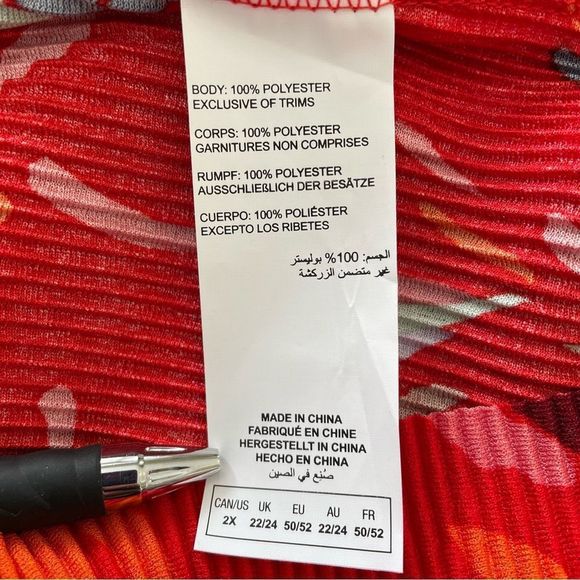 BODY: 100% POLYESTER
EXCLUSIVE OF TRIMS
CORPS: 100% POLYESTER
GARNITURES NON COMPRISES
RUMPF: 100% POLYESTER
AUSSCHLIEßLICH DER BESÄTZE
CUERPO: 100% POLIÉSTER
EXCEPTO LOS RIBETES
الجسم: 100% بوليستر
غير متضمن الزركشة
MADE IN CHINA
FABRIQUÉ EN CHINE
HERGESTELLT IN CHINA
HECHO EN CHINA
صُنع في الصين
CAN/US UK EU AU FR
2X 22/24 50/52 22/24 50/52